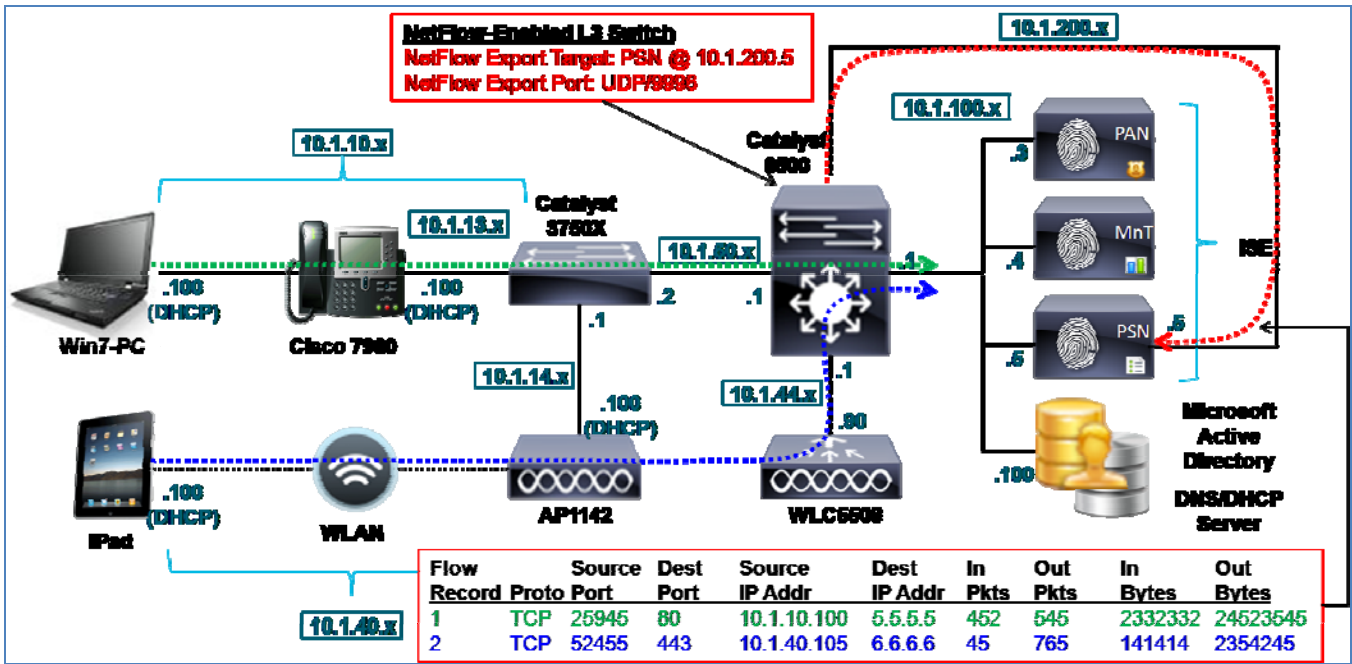 NetFlow-Enabled L3 Switch
NetFlow Export Target: PSN @ 10.1.200.5
NetFlow Export Port: UDP/9996
10.1.200.x
10.1.100.x
10.1.10.x
Catalyst
6500
PAN
.3
10.1.13.x
Catalyst
3750X
10.1.50.x
MnT
ISE
.1
.4
.100
(DHCP)
.100
(DHCP)
.2
.1
PSN
.5
.5
Win7-PC
Cisco
.1
.1
10.1.14.x
10.1.44.x
.100
(DHCP)
Microsoft
Active
Directory
.100
.100
(DHCP)
DNS/DHCP
Server
iPad
WLAN
AP1142
WLC5508
10.1.40.x
Flow Record Proto Source Port Dest Port Source IP Addr Dest IP Addr In Pkts Out Pkts In Bytes Out Bytes
1 TCP 25945 80 10.1.10.100 5.5.5.5 452 545 2332332 24523545
2 TCP 52455 443 10.1.40.105 6.6.6.6 45 765 141414 2354245